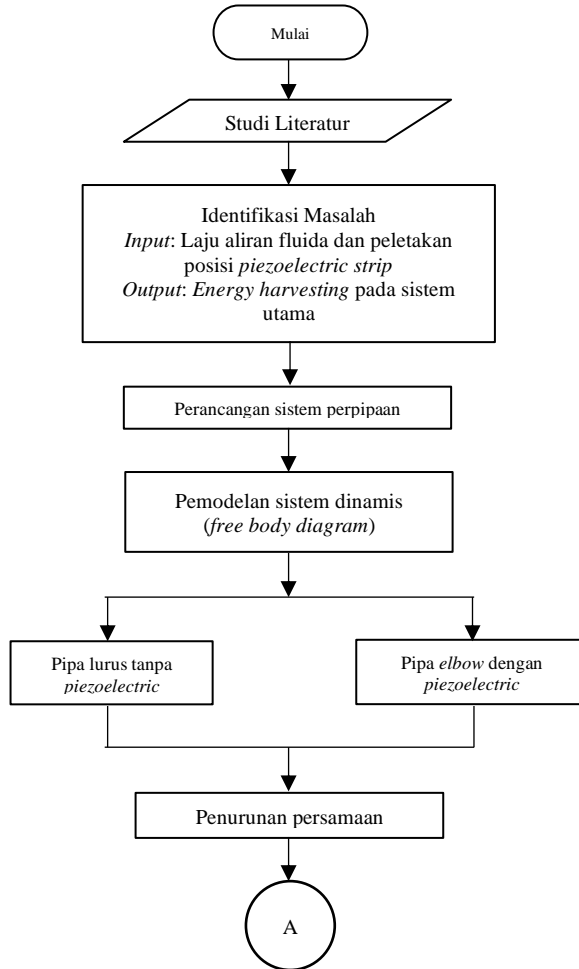 Mulai
Studi Literatur
Identifikasi Masalah
Input: Laju aliran fluida dan peletakan
posisi piezoelectric strip
Output: Energy harvesting pada sistem
utama
Perancangan sistem perpipaan
Pemodelan sistem dinamis
(free body diagram)
Pipa lurus tanpa
piezoelectric
Pipa elbow dengan
piezoelectric
Penurunan persamaan
A